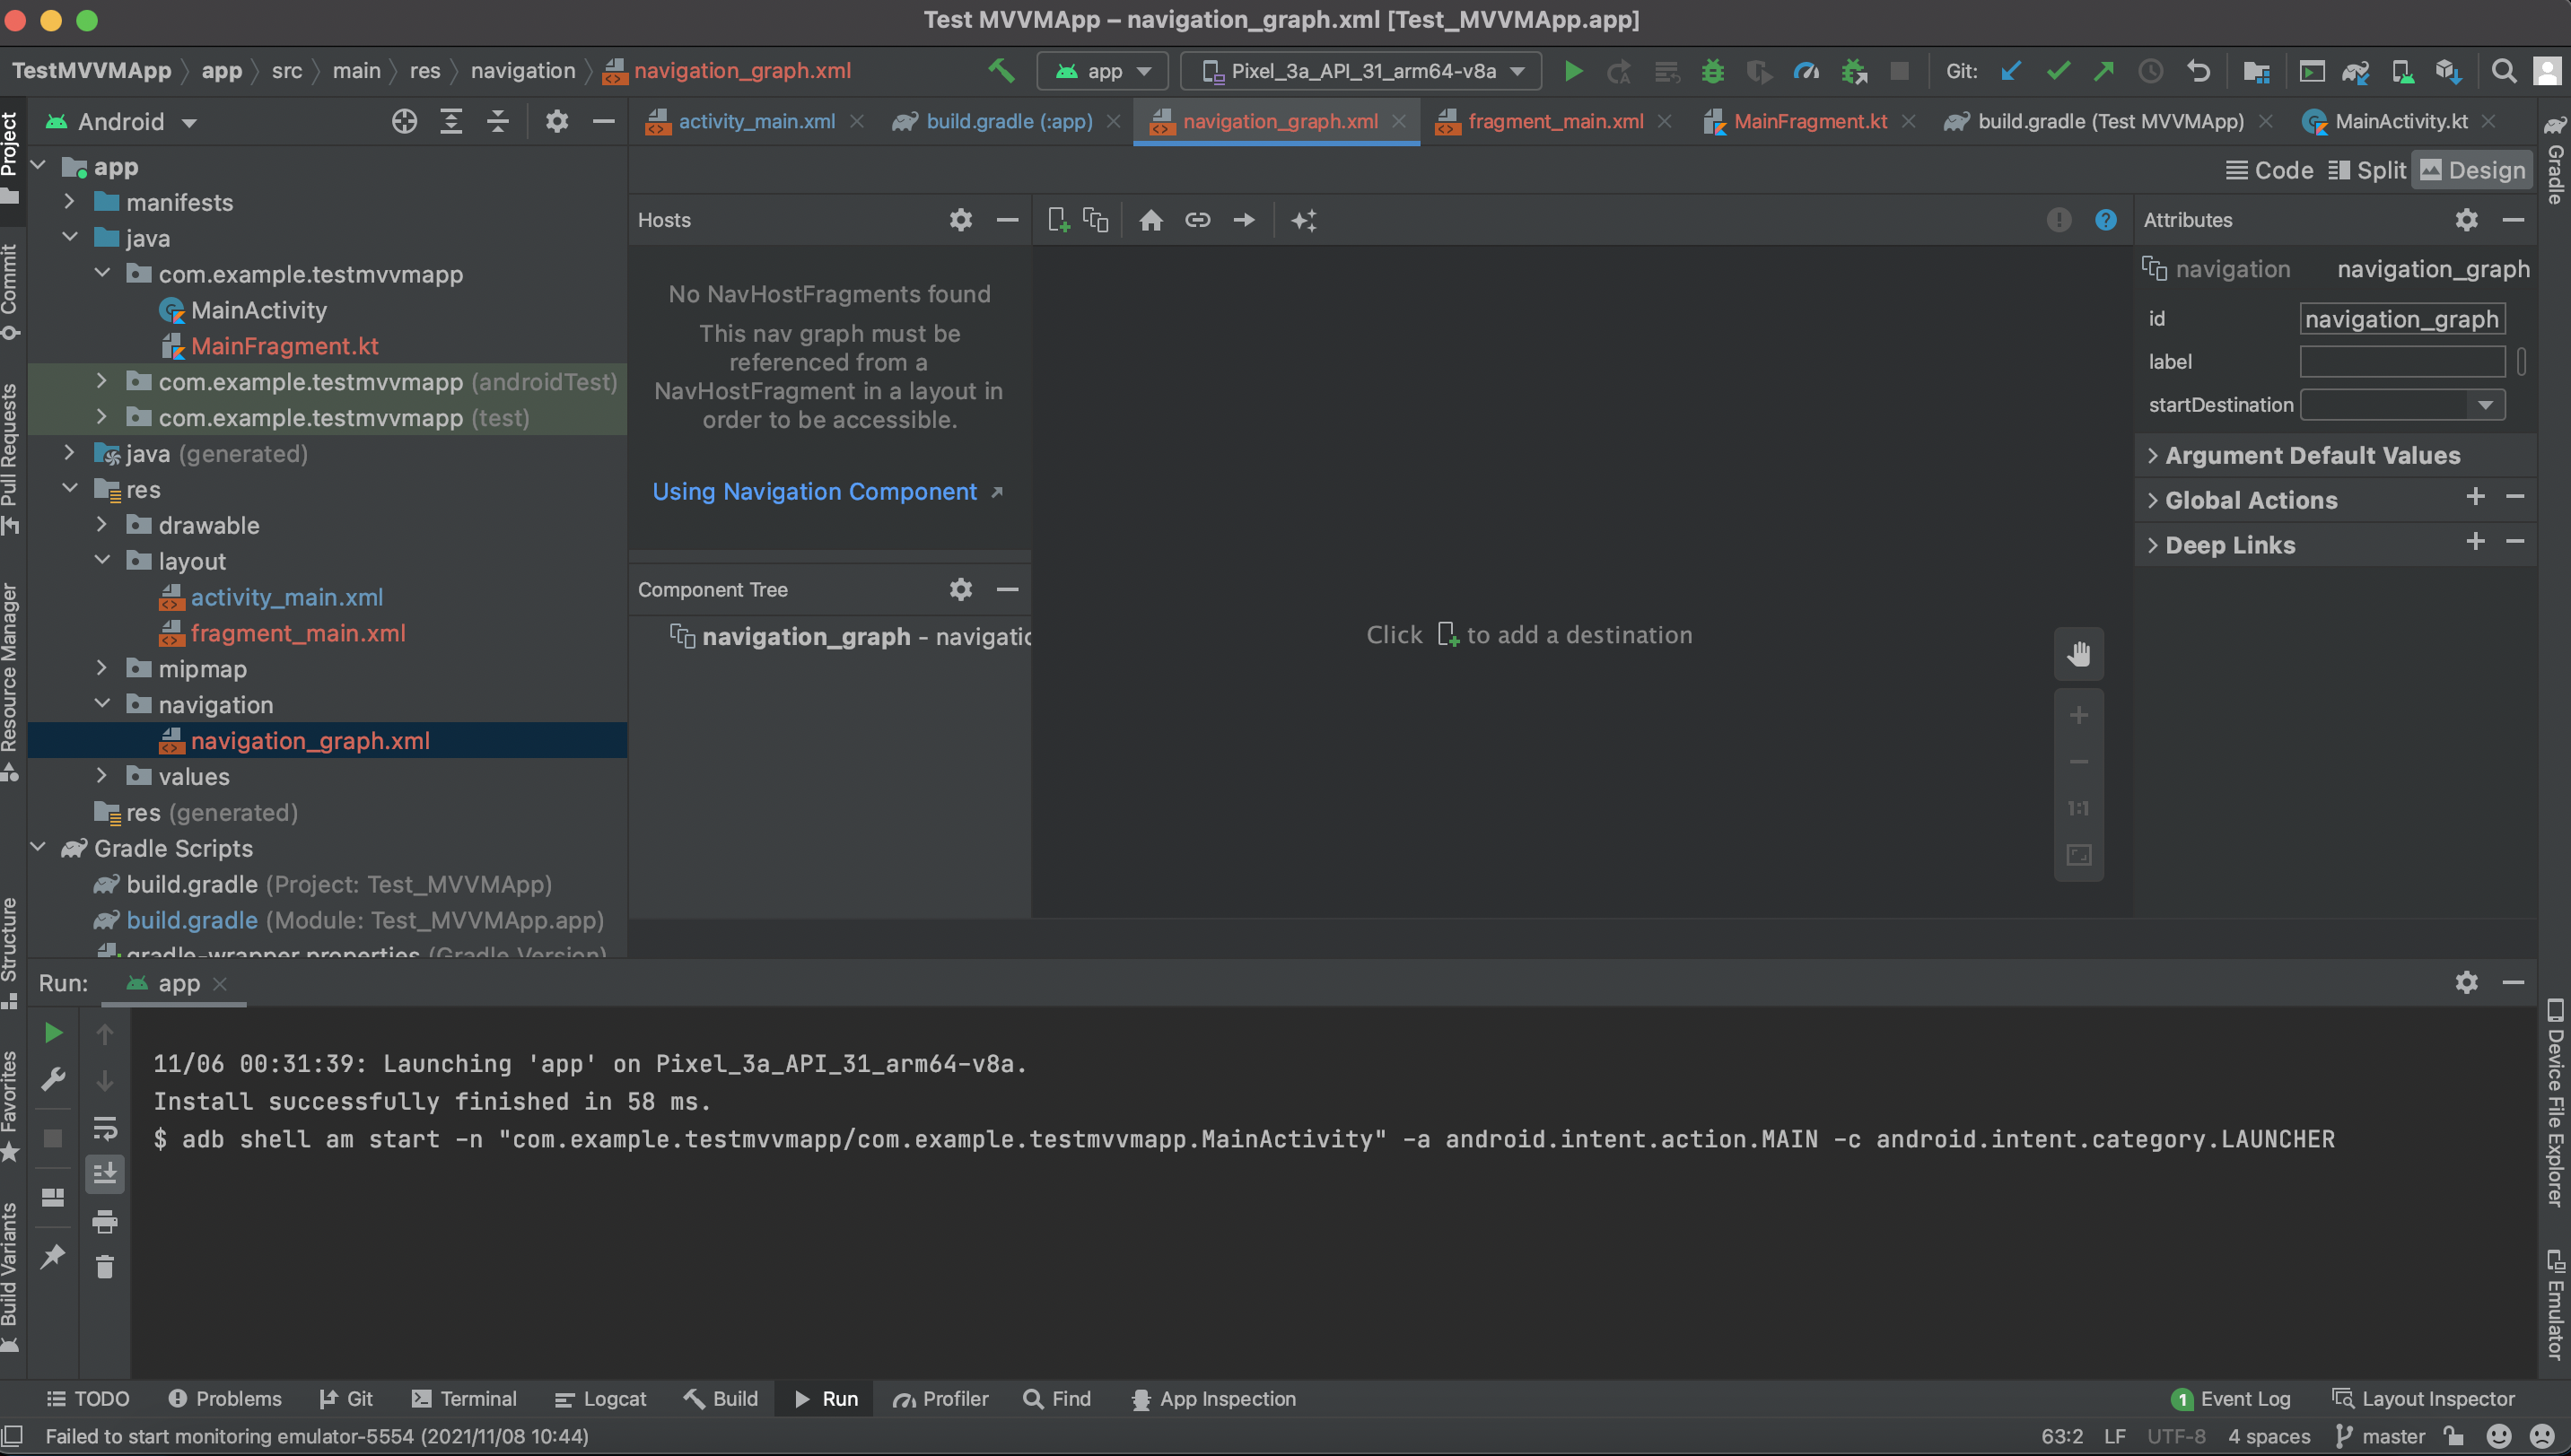 Test MVVMApp – navigation_graph.xml [Test_MVVMApp.app]
TestMVVMApp app src main res navigation navigation_graph.xml
app
Pixel_3a_API_31_arm64-v8a
Git:
Project
Commit
Pull Requests
Resource Manager
Structure
Favorites
Build Variants
Android
activity_main.xml
build.gradle (:app)
navigation_graph.xml
fragment_main.xml
MainFragment.kt
build.gradle (Test MVVMApp)
MainActivity.kt
Gradle
Device File Explorer
Emulator
Code
Split
Design
app
manifests
java
com.example.testmvvmapp
MainActivity
MainFragment.kt
com.example.testmvvmapp (androidTest)
com.example.testmvvmapp (test)
java (generated)
res
drawable
layout
activity_main.xml
fragment_main.xml
mipmap
navigation
navigation_graph.xml
values
res (generated)
Gradle Scripts
build.gradle (Project: Test_MVVMApp)
build.gradle (Module: Test_MVVMApp.app)
gradle-wrapper.properties (Gradle Version)
Hosts
No NavHostFragments found
This nav graph must be
referenced from a
NavHostFragment in a layout in
order to be accessible.
Using Navigation Component
Component Tree
navigation_graph - navigatio
Click to add a destination
1:1
Attributes
navigation navigation_graph
id navigation_graph
label
startDestination
Argument Default Values
Global Actions
Deep Links
Run: app
11/06 00:31:39: Launching 'app' on Pixel_3a_API_31_arm64-v8a.
Install successfully finished in 58 ms.
$ adb shell am start -n "com.example.testmvvmapp/com.example.testmvvmapp.MainActivity" -a android.intent.action.MAIN -c android.intent.category.LAUNCHER
TODO Problems Git Terminal Logcat Build Run Profiler Find App Inspection 1 Event Log Layout Inspector
Failed to start monitoring emulator-5554 (2021/11/08 10:44) 63:2 LF UTF-8 4 spaces master